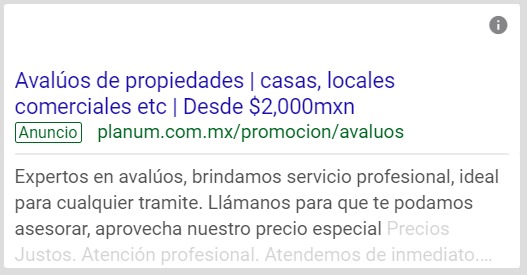 Avalúos de propiedades | casas, locales
comerciales etc | Desde $2,000mxn
Anuncio planum.com.mx/promocion/avaluos
Expertos en avalúos, brindamos servicio profesional, ideal
para cualquier tramite. Llámanos para que te podamos
asesorar, aprovecha nuestro precio especial Precios
Justos. Atención profesional. Atendemos de inmediato....